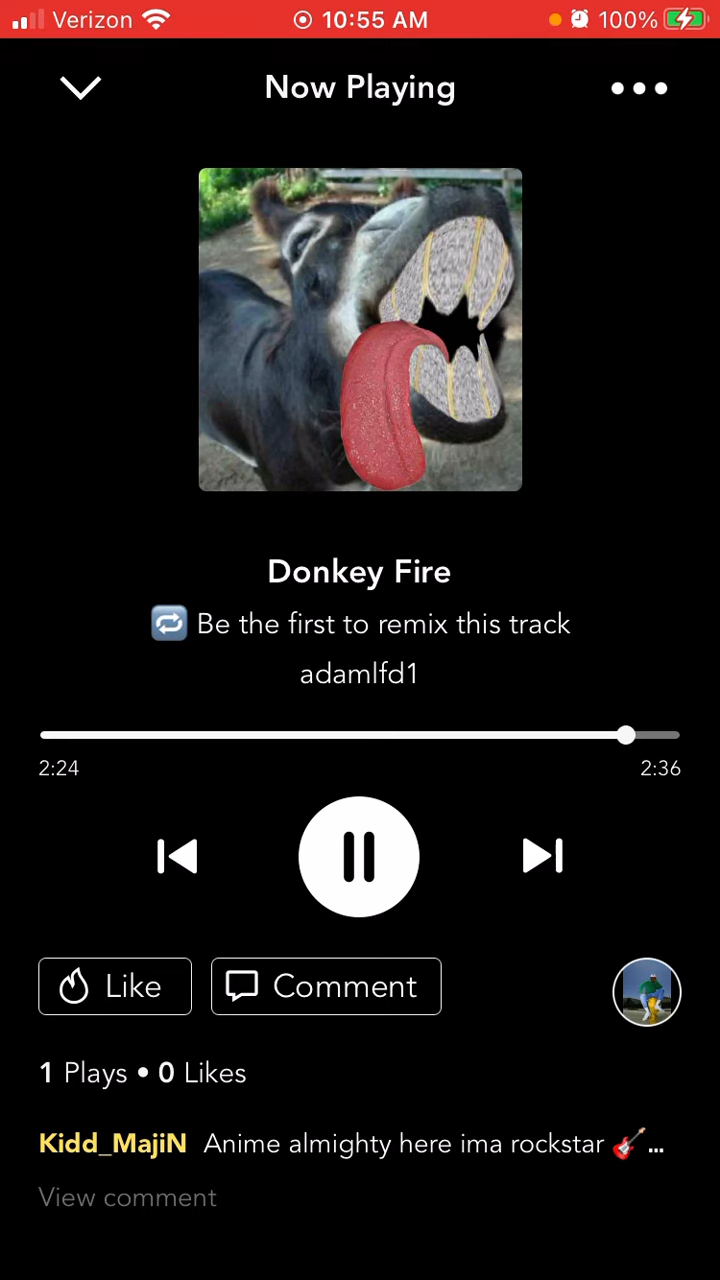 Verizon 10:55 AM 100%
Now Playing
Donkey Fire
Be the first to remix this track
adamlfd1
2:24 2:36
Like Comment
1 Plays • 0 Likes
Kidd_MajiN Anime almighty here ima rockstar 🎸...
View comment